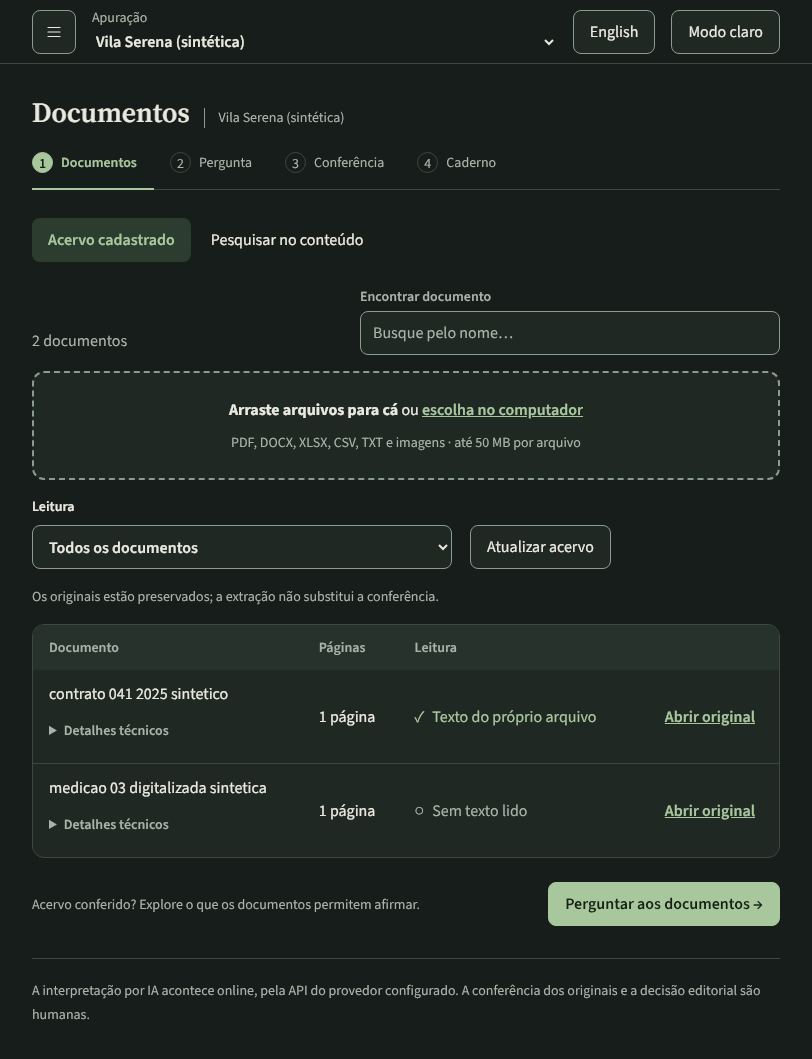 Apuração
Vila Serena (sintética)
English
Modo claro
Documentos
Vila Serena (sintética)
1 Documentos
2 Pergunta
3 Conferência
4 Caderno
Acervo cadastrado
Pesquisar no conteúdo
Encontrar documento
2 documentos
Busque pelo nome…
Arraste arquivos para cá ou escolha no computador
PDF, DOCX, XLSX, CSV, TXT e imagens · até 50 MB por arquivo
Leitura
Todos os documentos
Atualizar acervo
Os originais estão preservados; a extração não substitui a conferência.
Documento Páginas Leitura
contrato 041 2025 sintetico
Detalhes técnicos
1 página
✓ Texto do próprio arquivo
Abrir original
medicao 03 digitalizada sintetica
Detalhes técnicos
1 página
○ Sem texto lido
Abrir original
Acervo conferido? Explore o que os documentos permitem afirmar.
Perguntar aos documentos →
A interpretação por IA acontece online, pela API do provedor configurado. A conferência dos originais e a decisão editorial são
humanas.